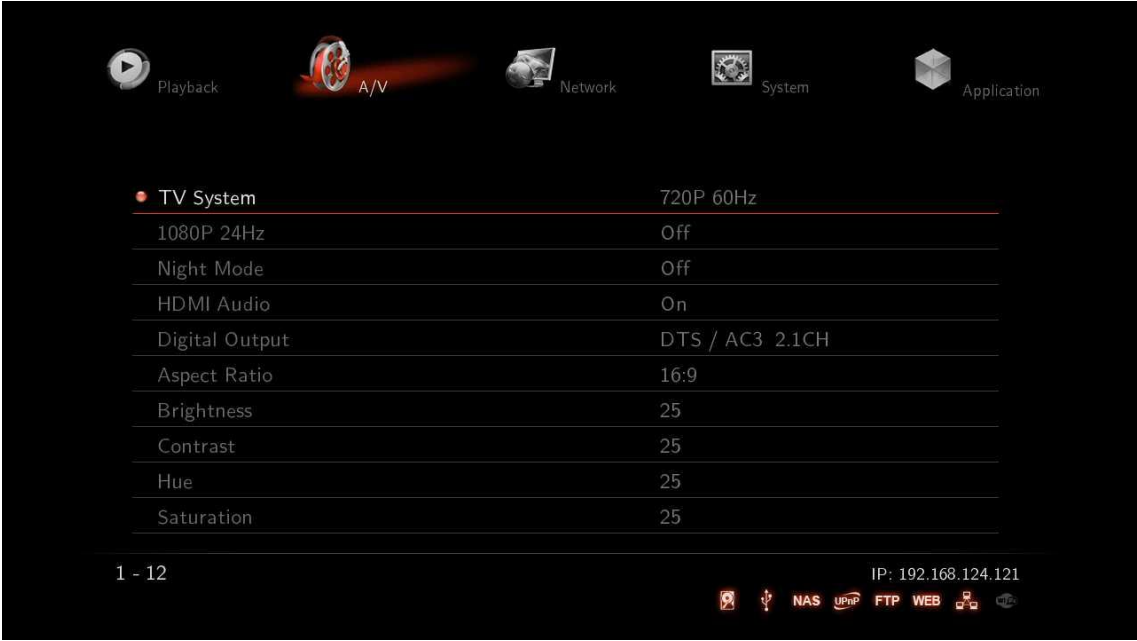 Playback
A/V
Network
System
Application
TV System 720P 60Hz
1080P 24Hz Off
Night Mode Off
HDMI Audio On
Digital Output DTS / AC3 2.1CH
Aspect Ratio 16:9
Brightness 25
Contrast 25
Hue 25
Saturation 25
1 - 12
IP: 192.168.124.121
NAS UPnP FTP WEB